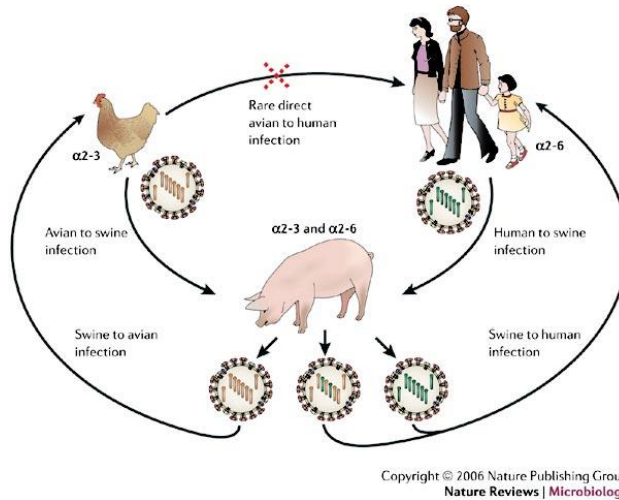 Rare direct
avian to human
infection
α2-3
α2-6
Avian to swine
infection
α2-3 and α2-6
Human to swine
infection
Swine to avian
infection
Swine to human
infection
Copyright © 2006 Nature Publishing Grou
Nature Reviews | Microbiolog